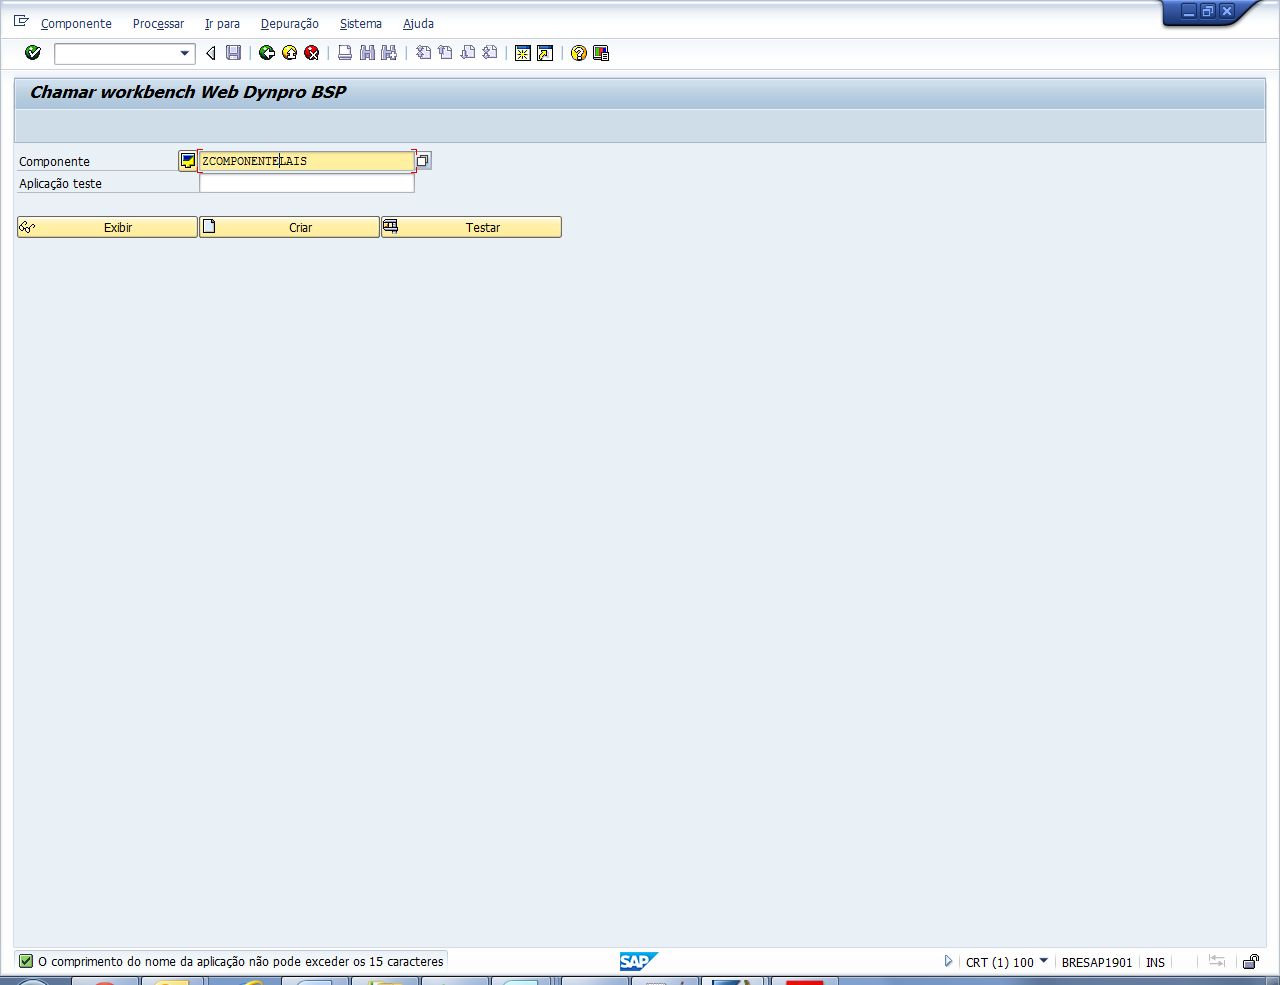 Componente Processar Ir para Depuração Sistema Ajuda
Chamar workbench Web Dynpro BSP
Componente ZCOMPONENTELAIS
Aplicação teste
Exibir Criar Testar
O comprimento do nome da aplicação não pode exceder os 15 caracteres SAP CRT (1) 100 BRESAP1901 INS